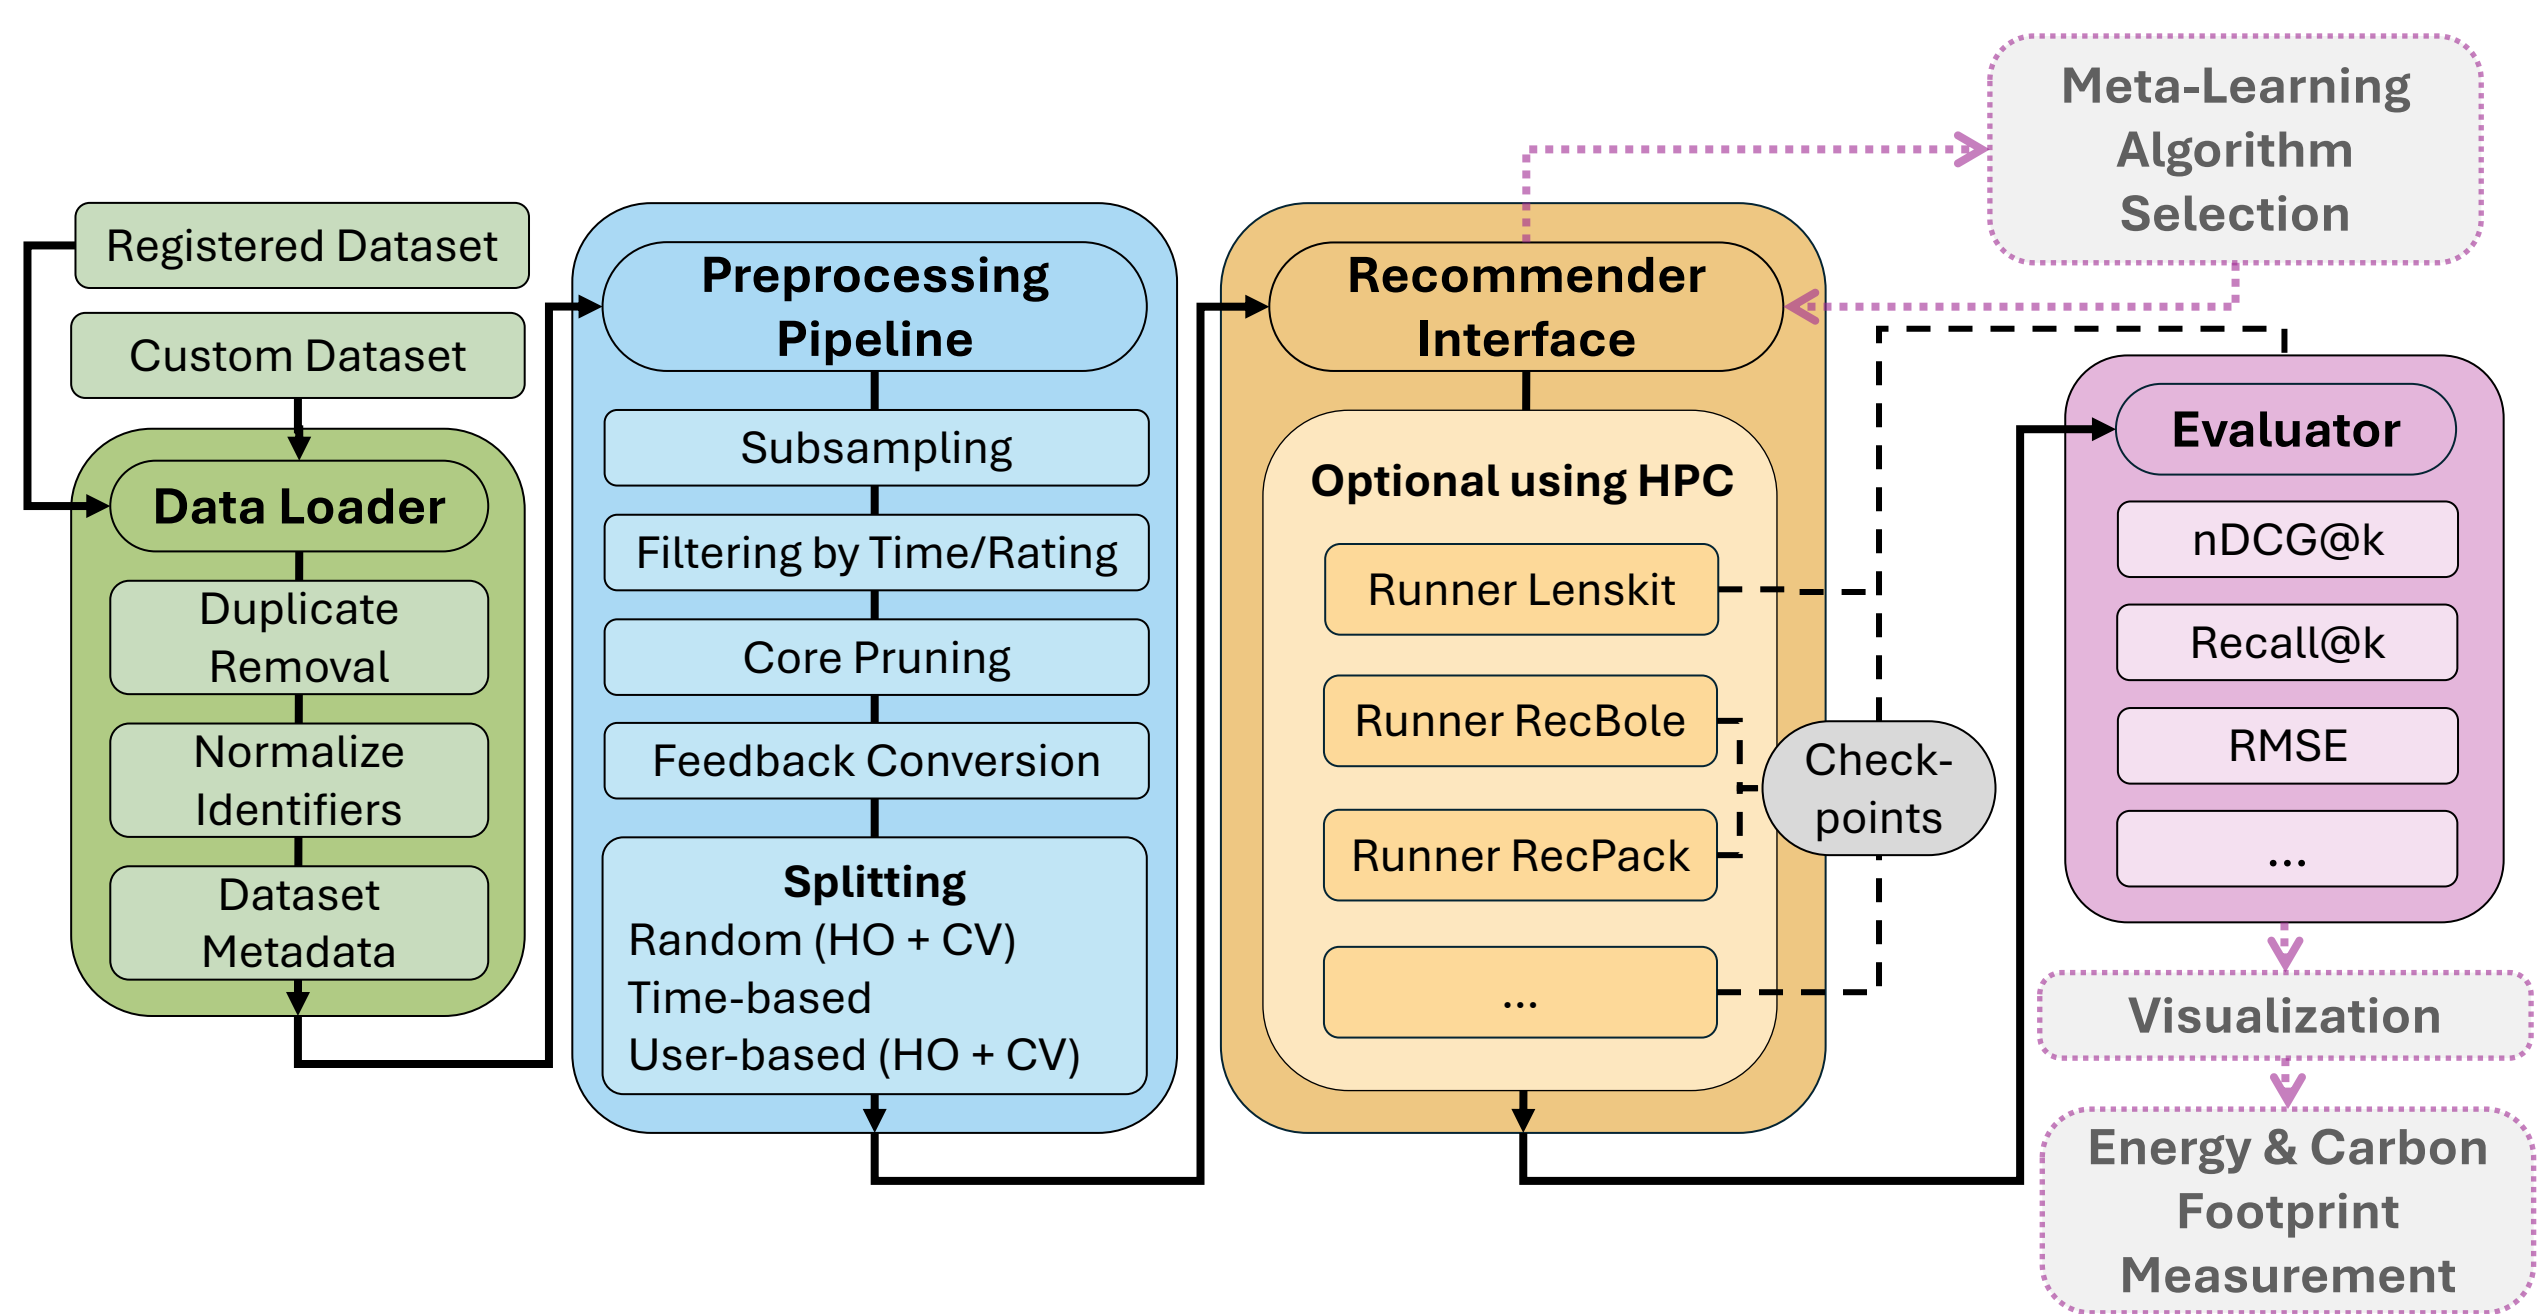 Registered Dataset
Custom Dataset
Data Loader
Duplicate
Removal
Normalize
Identifiers
Dataset
Metadata
Preprocessing
Pipeline
Subsampling
Filtering by Time/Rating
Core Pruning
Feedback Conversion
Splitting
Random (HO + CV)
Time-based
User-based (HO + CV)
Recommender
Interface
Optional using HPC
Runner Lenskit
Runner RecBole
Runner RecPack
...
Check-
points
Meta-Learning
Algorithm
Selection
Evaluator
nDCG@k
Recall@k
RMSE
...
Visualization
Energy & Carbon
Footprint
Measurement